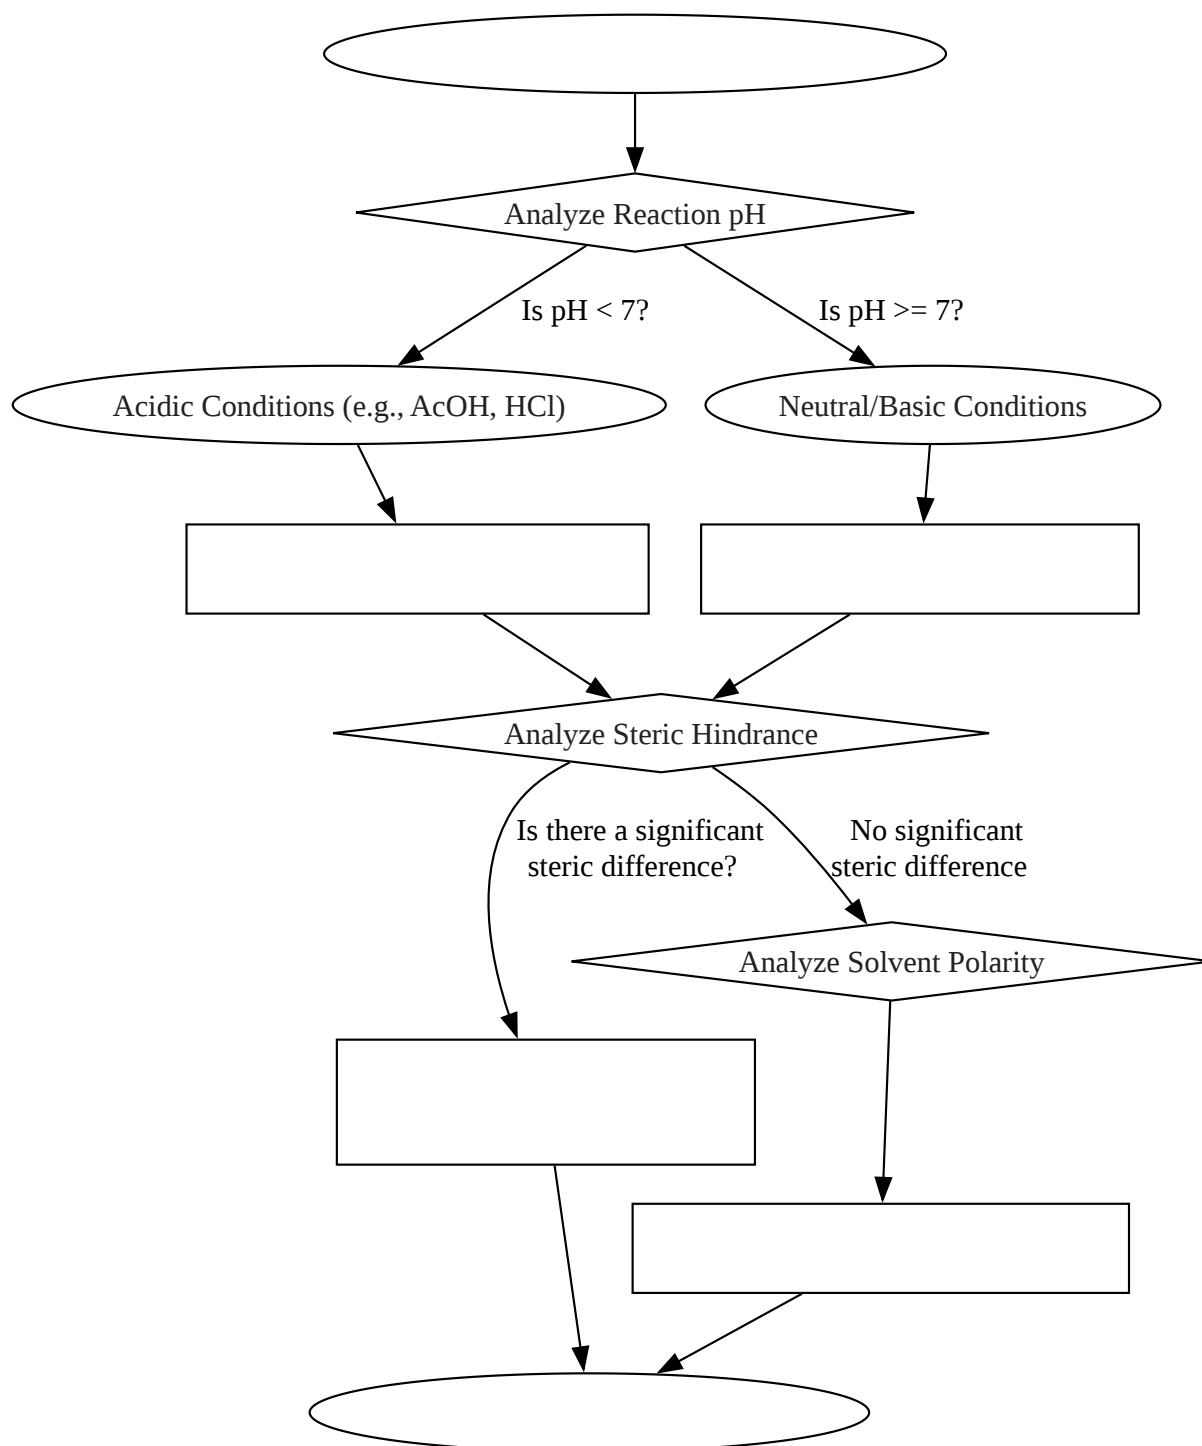 Analyze Reaction pH
Is pH < 7?
Is pH >= 7?
Acidic Conditions (e.g., AcOH, HCl)
Neutral/Basic Conditions
Analyze Steric Hindrance
Is there a significant
steric difference?
No significant
steric difference
Analyze Solvent Polarity